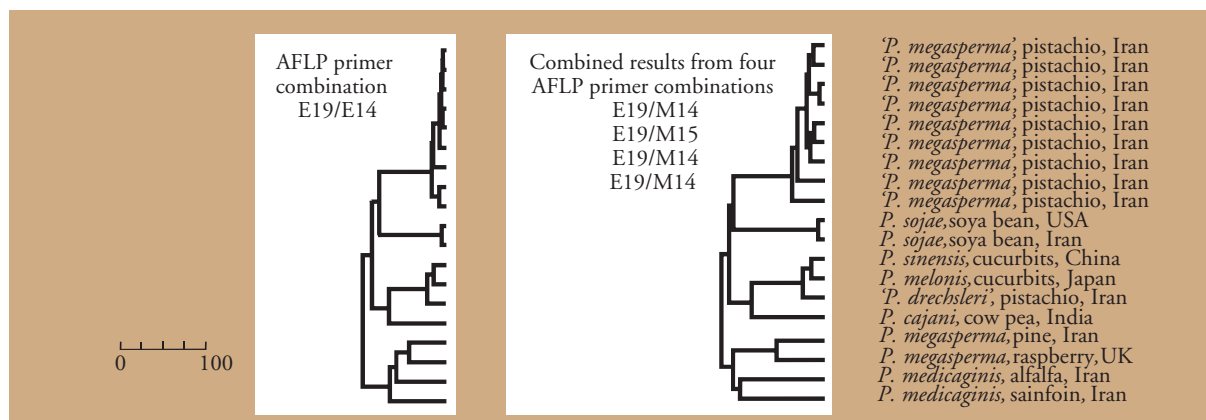 AFLP primer
combination
E19/E14
Combined results from four
AFLP primer combinations
E19/M14
E19/M15
E19/M14
E19/M14
‘P. megasperma’, pistachio, Iran
‘P. megasperma’, pistachio, Iran
‘P. megasperma’, pistachio, Iran
‘P. megasperma’, pistachio, Iran
‘P. megasperma’, pistachio, Iran
‘P. megasperma’, pistachio, Iran
‘P. megasperma’, pistachio, Iran
‘P. megasperma’, pistachio, Iran
‘P. megasperma’, pistachio, Iran
P. sojae, soya bean, USA
P. sojae, soya bean, Iran
P. sinensis, cucurbits, China
P. melonis, cucurbits, Japan
‘P. drechsleri’, pistachio, Iran
P. cajani, cow pea, India
P. megasperma, pine, Iran
P. megasperma, raspberry, UK
P. medicaginis, alfalfa, Iran
P. medicaginis, sainfoin, Iran
0 100